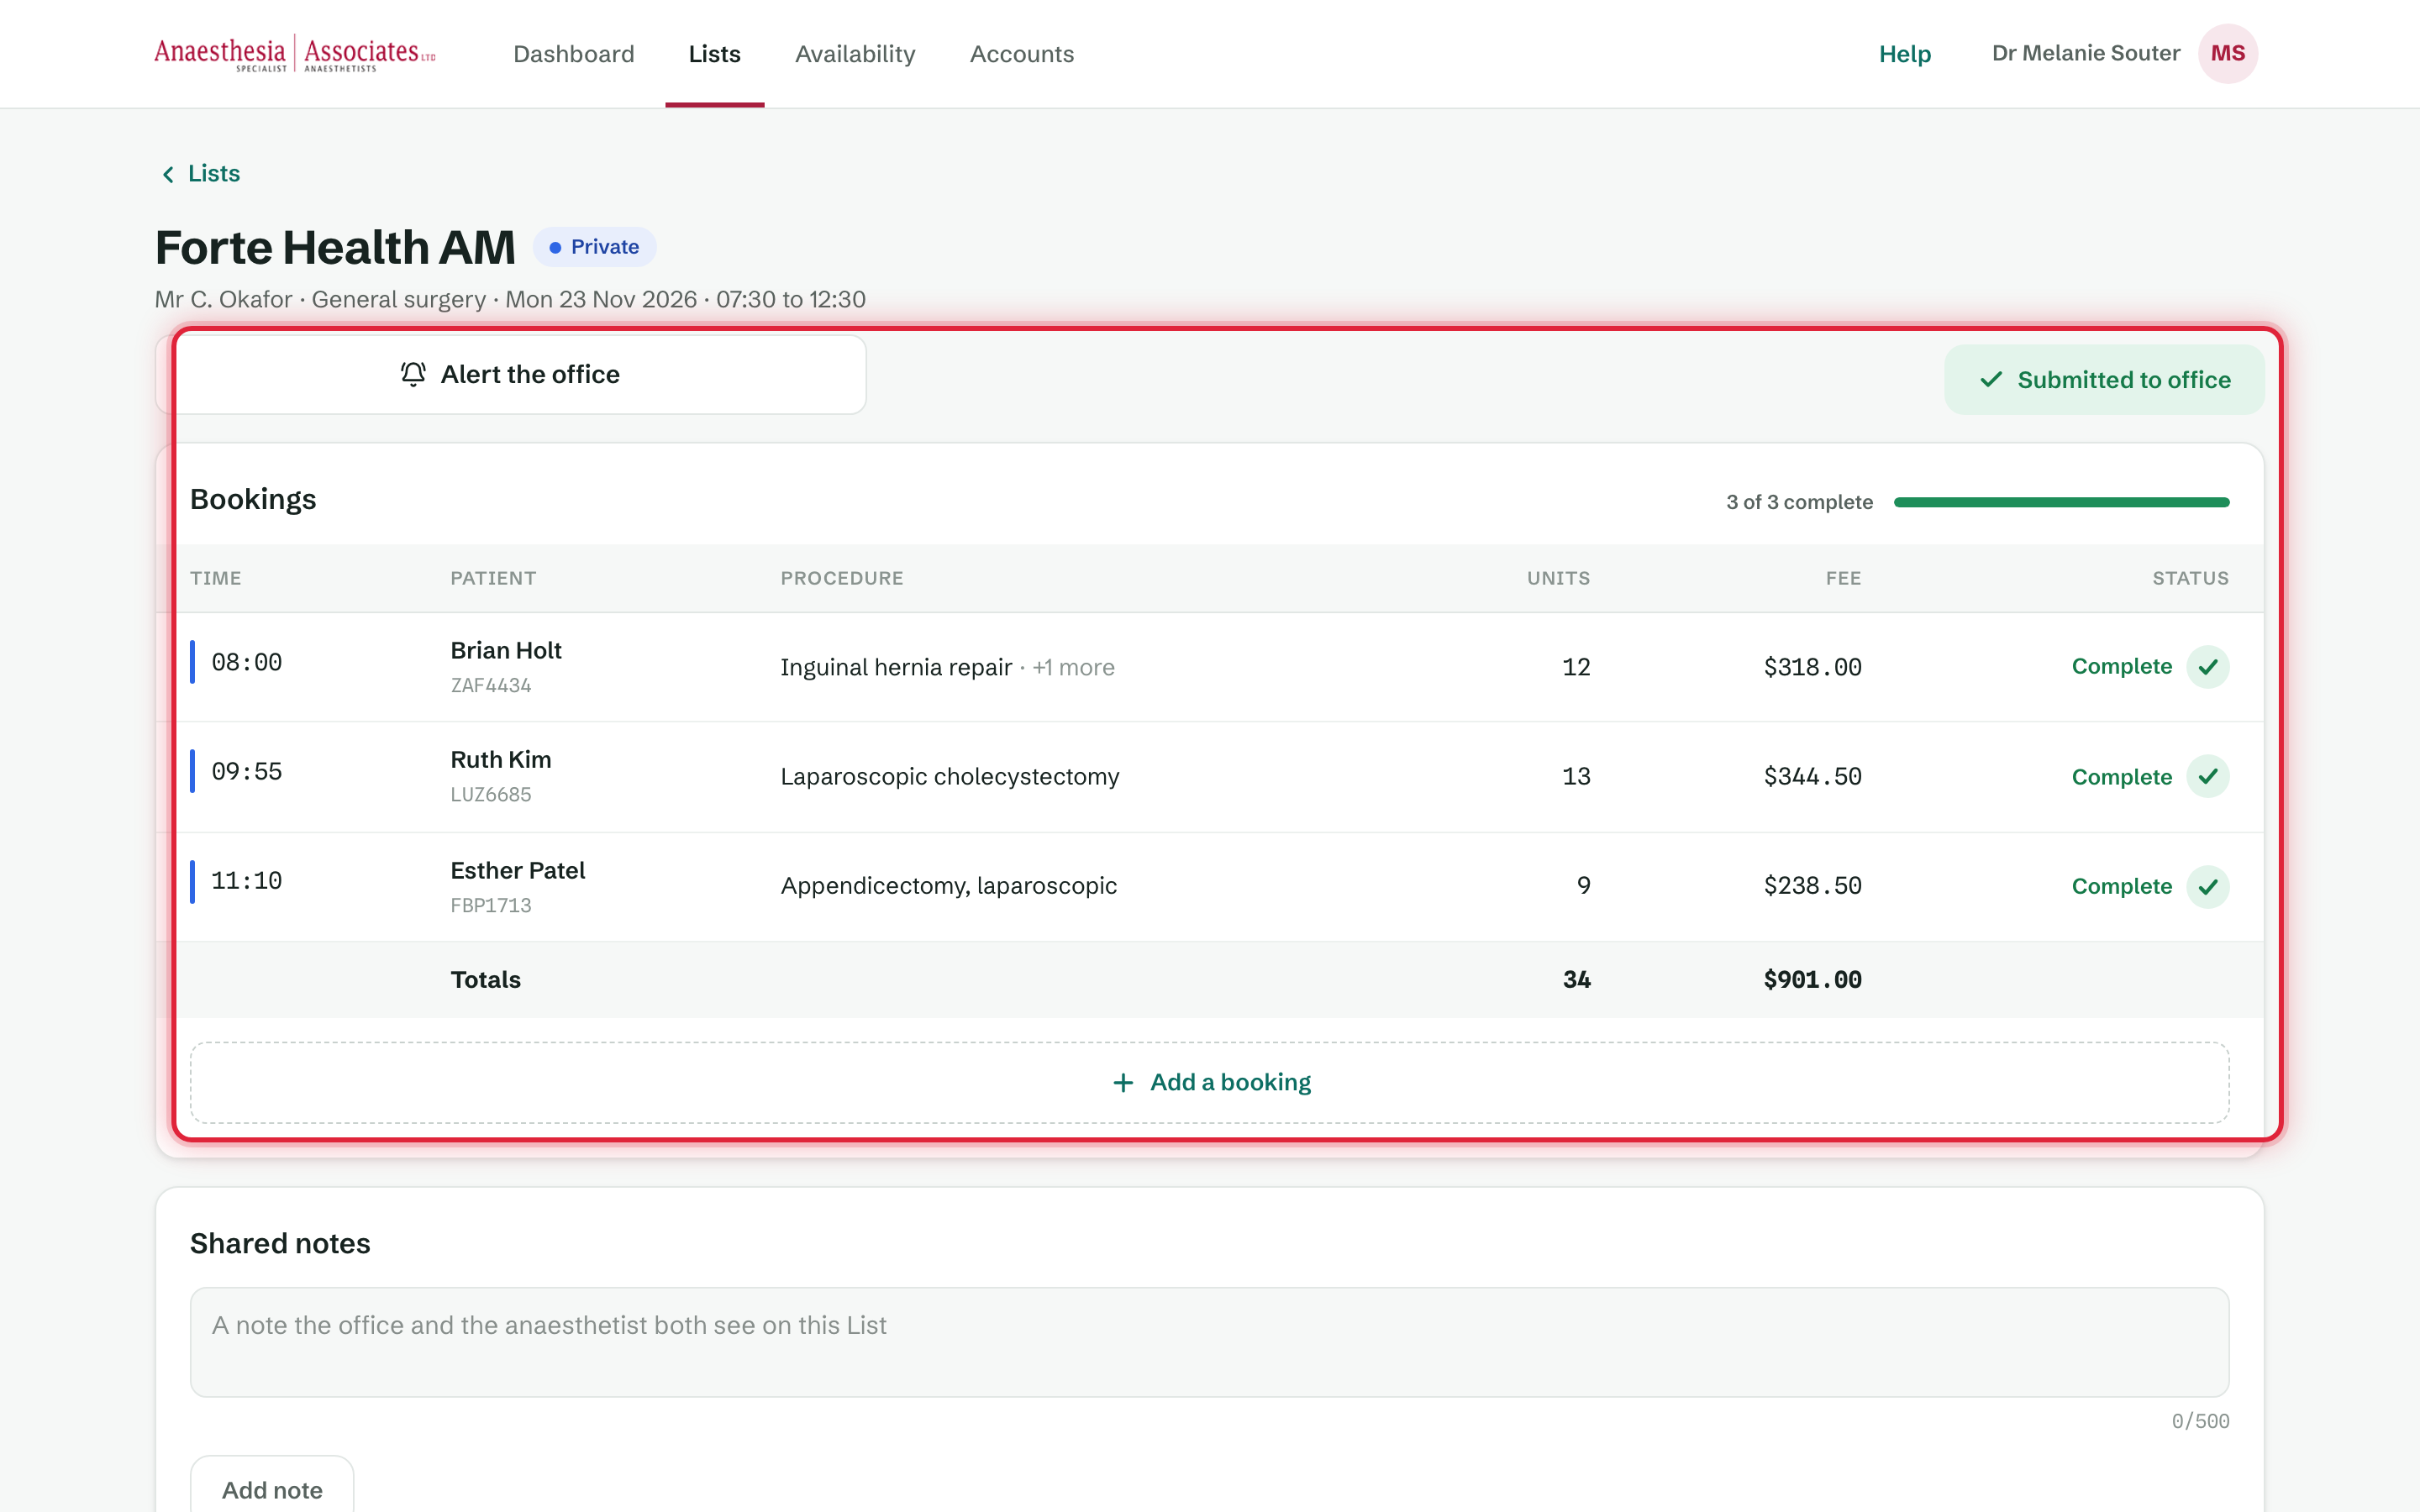 Anaesthesia | Associates LTD
SPECIALIST ANAESTHETISTS
Dashboard
Lists
Availability
Accounts
Help
Dr Melanie Souter
MS
Lists
Forte Health AM
Private
Mr C. Okafor · General surgery · Mon 23 Nov 2026 · 07:30 to 12:30
Alert the office
Submitted to office
Bookings
3 of 3 complete
TIME PATIENT PROCEDURE UNITS FEE STATUS
08:00 Brian Holt Inguinal hernia repair · +1 more 12 $318.00 Complete
ZAF4434
09:55 Ruth Kim Laparoscopic cholecystectomy 13 $344.50 Complete
LUZ6685
11:10 Esther Patel Appendicectomy, laparoscopic 9 $238.50 Complete
FBP1713
Totals 34 $901.00
+ Add a booking
Shared notes
A note the office and the anaesthetist both see on this List
0/500
Add note